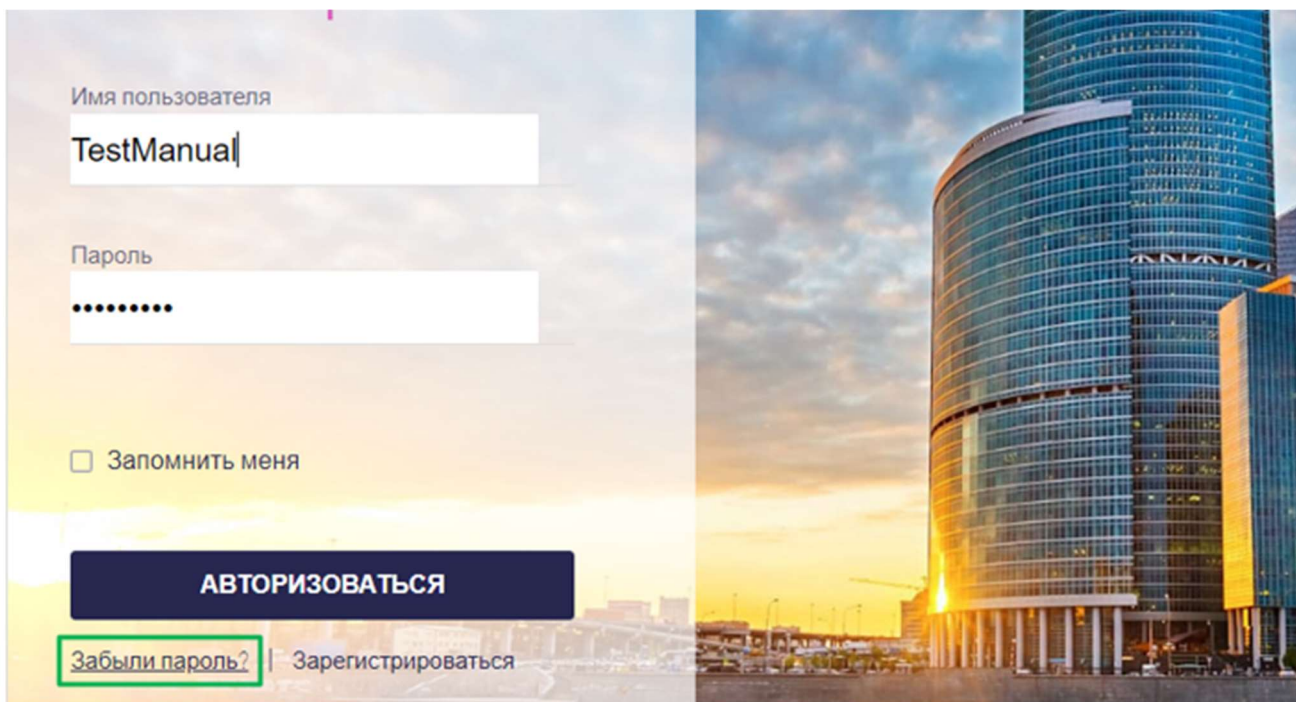 Имя пользователя
TestManual
Пароль
•••••••••
Запомнить меня
АВТОРИЗОВАТЬСЯ
Забыли пароль? | Зарегистрироваться